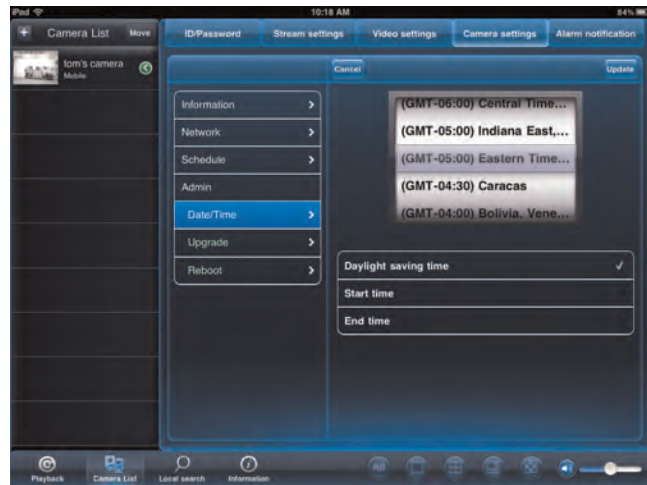 iPad 10:18 AM 84%
+ Camera List Move
ID/Password Stream settings Video settings Camera settings Alarm notification
tom's camera
Mobile
Cancel Update
Information
Network
Schedule
Admin
Date/Time
Upgrade
Reboot
(GMT-06:00) Central Time...
(GMT-05:00) Indiana East,...
(GMT-05:00) Eastern Time...
(GMT-04:30) Caracas
(GMT-04:00) Bolivia, Vene...
Daylight saving time
Start time
End time
All
Playback Camera List Local search Information